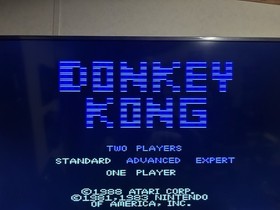 DONKEY
KONG
TWO PLAYERS
STANDARD ADVANCED EXPERT
ONE PLAYER
©1988 ATARI CORP.
©1981,1983 NINTENDO
OF AMERICA, INC.